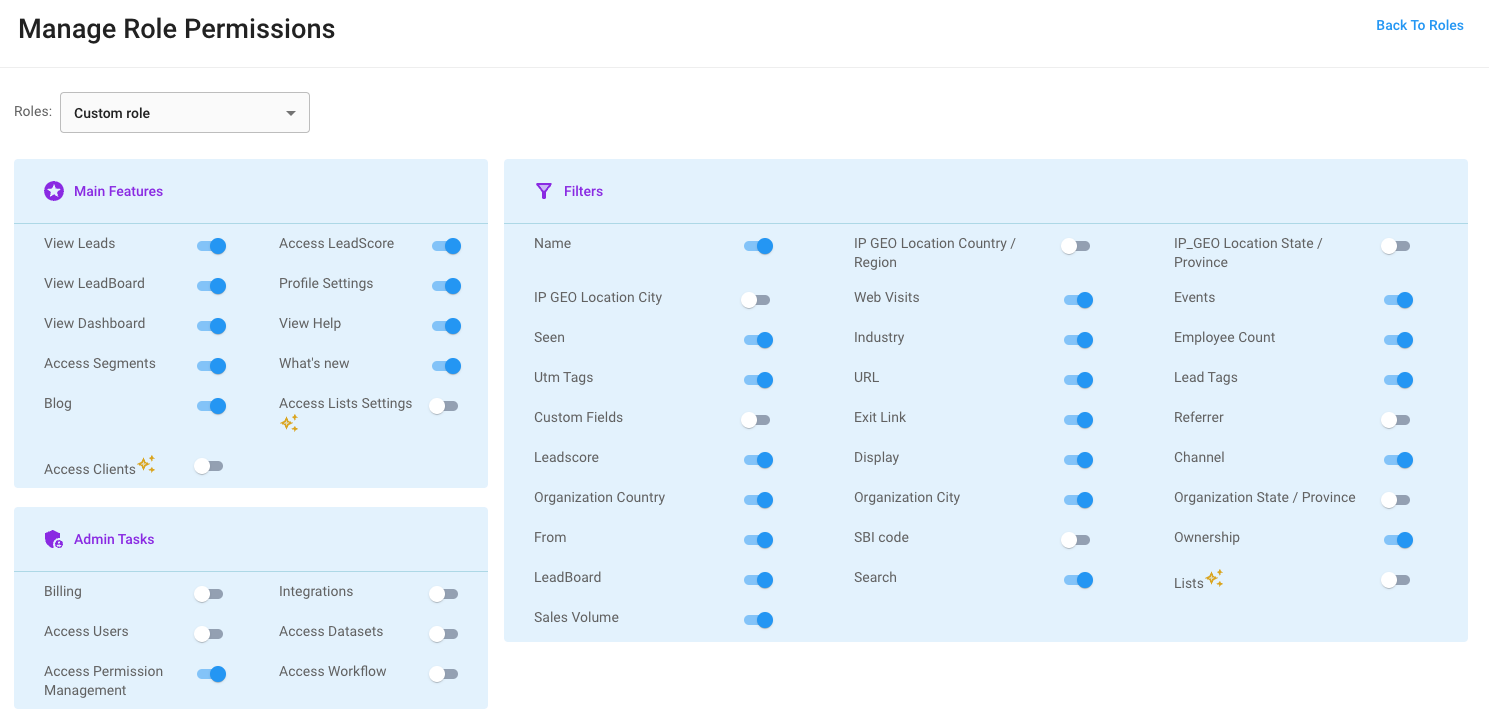 Manage Role Permissions
Back To Roles
Roles:
Custom role
Main Features
View Leads
Access LeadScore
View LeadBoard
Profile Settings
View Dashboard
View Help
Access Segments
What's new
Blog
Access Lists Settings
Access Clients
Admin Tasks
Billing
Integrations
Access Users
Access Datasets
Access Permission
Management
Access Workflow
Filters
Name
IP GEO Location Country /
Region
IP_GEO Location State /
Province
IP GEO Location City
Web Visits
Events
Seen
Industry
Employee Count
Utm Tags
URL
Lead Tags
Custom Fields
Exit Link
Referrer
Leadscore
Display
Channel
Organization Country
Organization City
Organization State / Province
From
SBI code
Ownership
LeadBoard
Search
Lists
Sales Volume